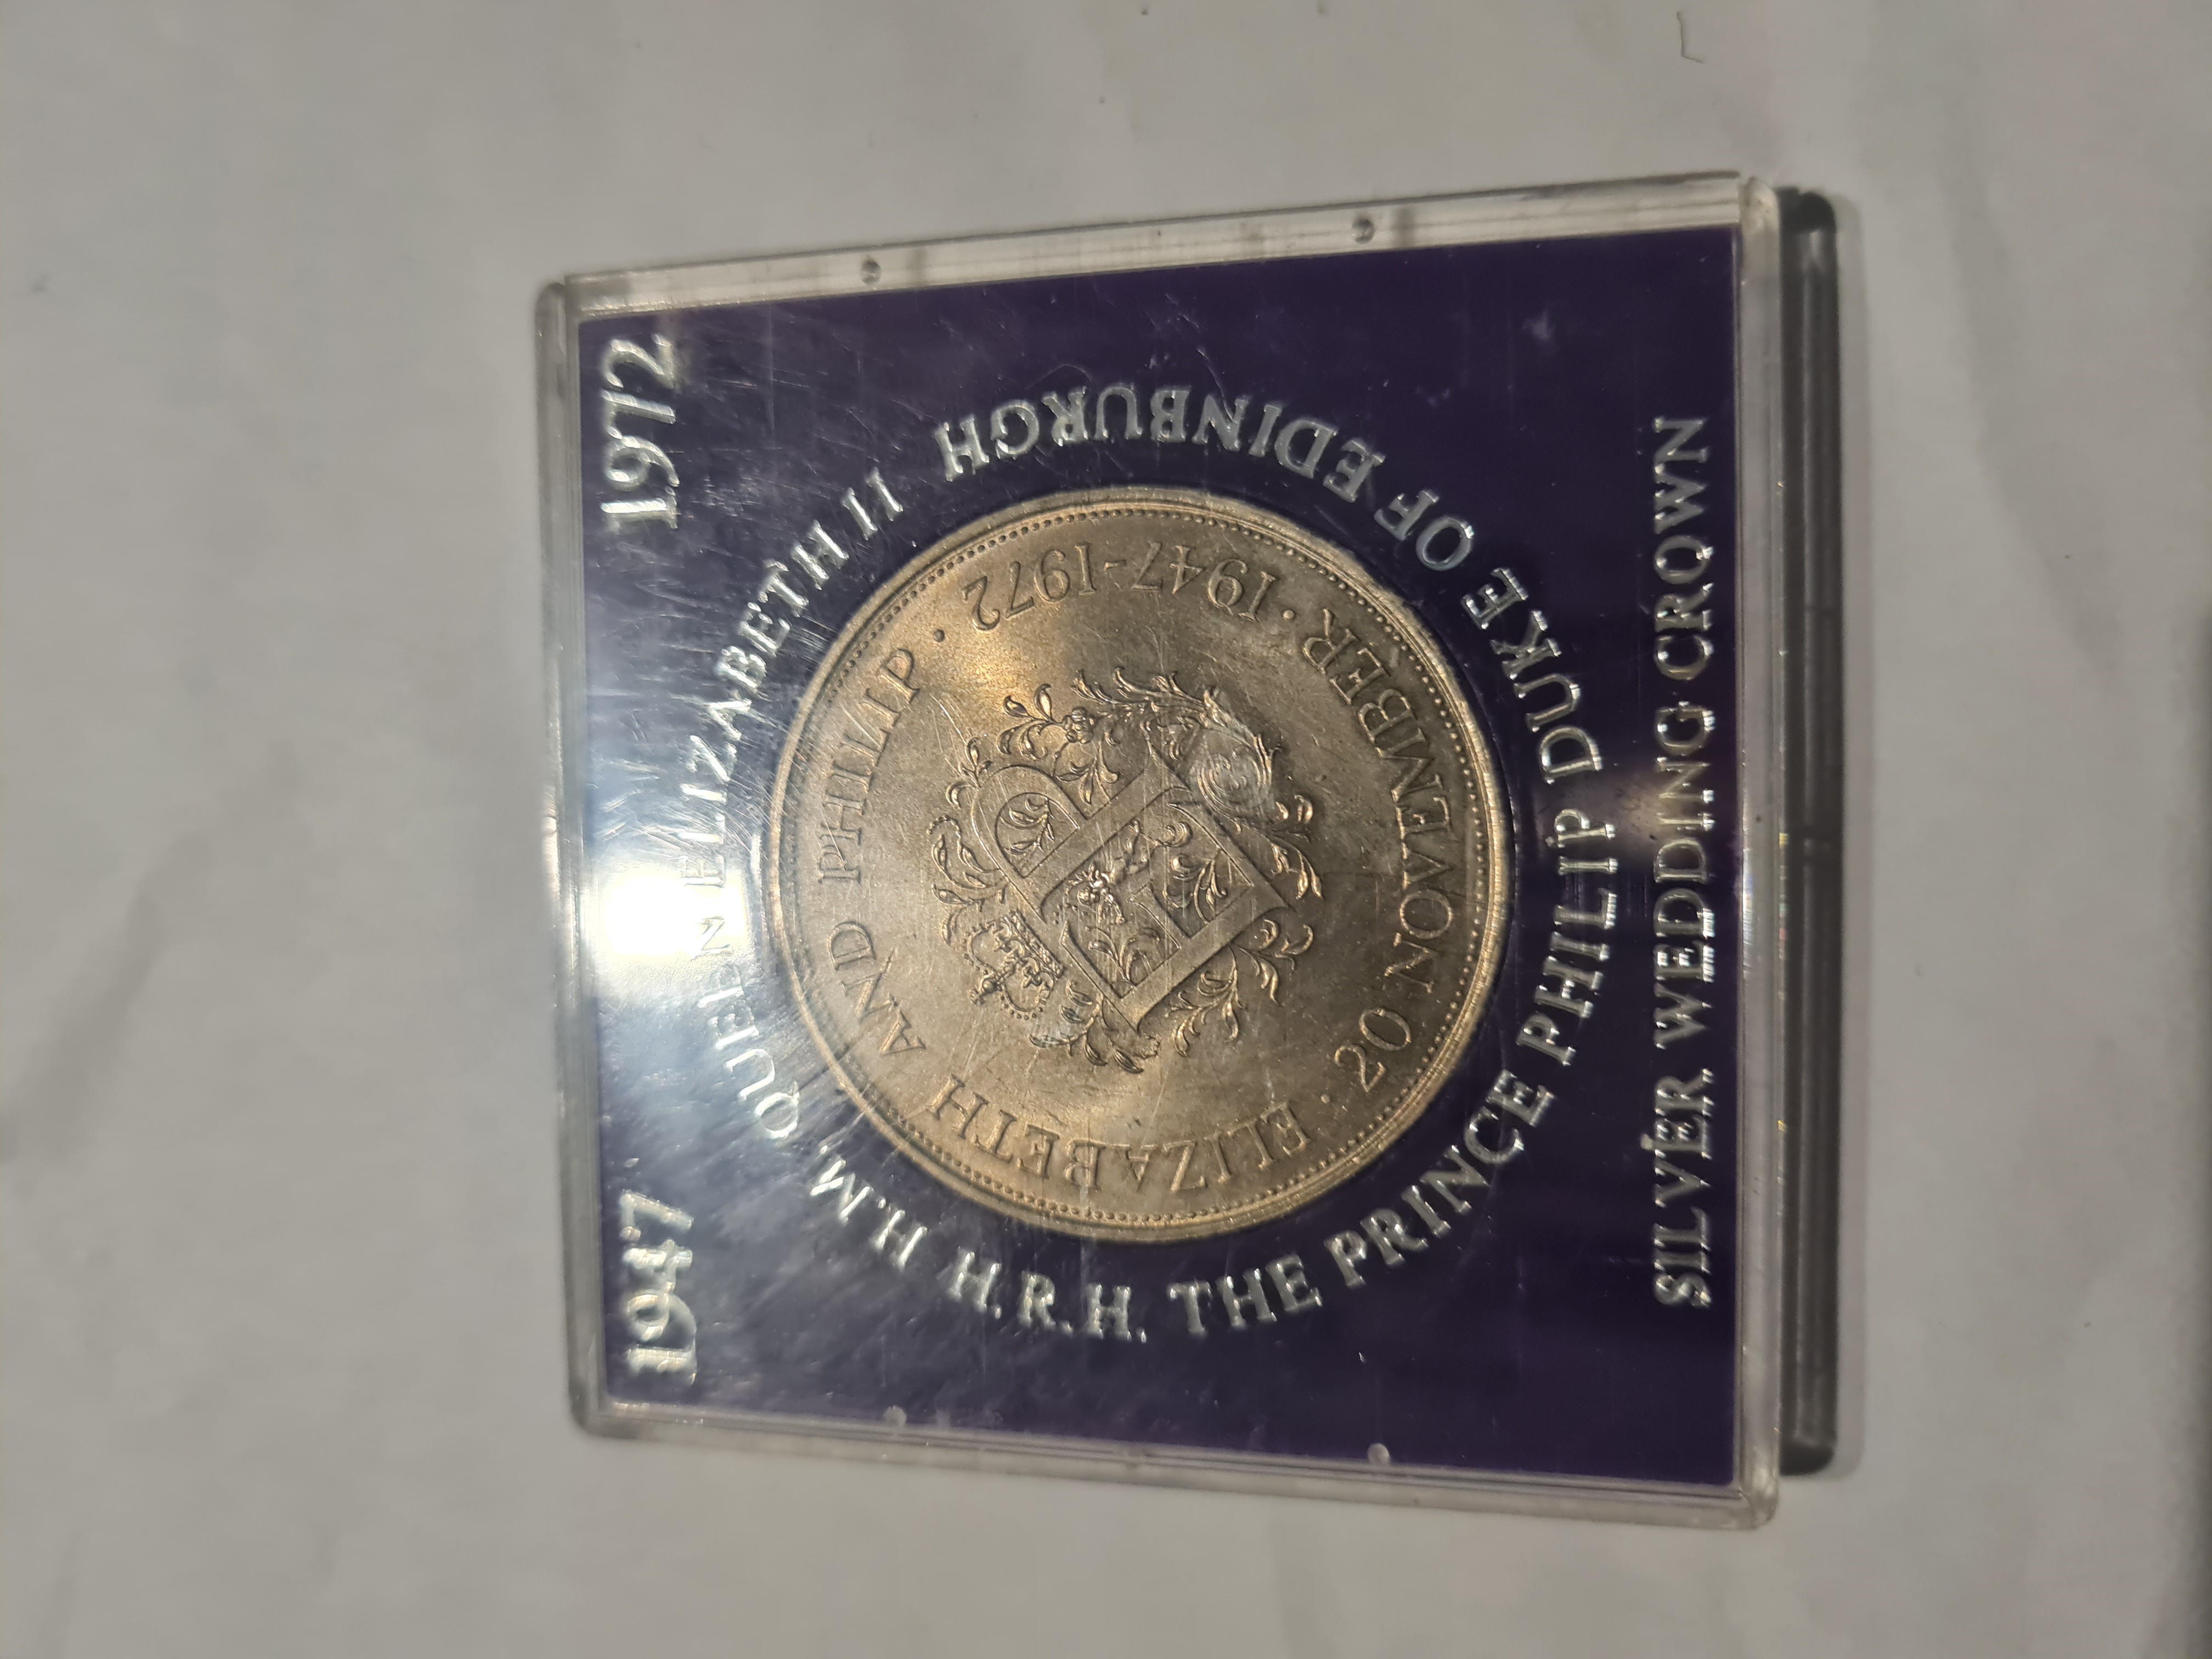 1947 1972
H.M. QUEEN ELIZABETH II
H.R.H. THE PRINCE PHILIP DUKE OF EDINBURGH
ELIZABETH AND PHILIP ·
20 NOVEMBER · 1947-1972 ·
EP
SILVER WEDDING CROWN